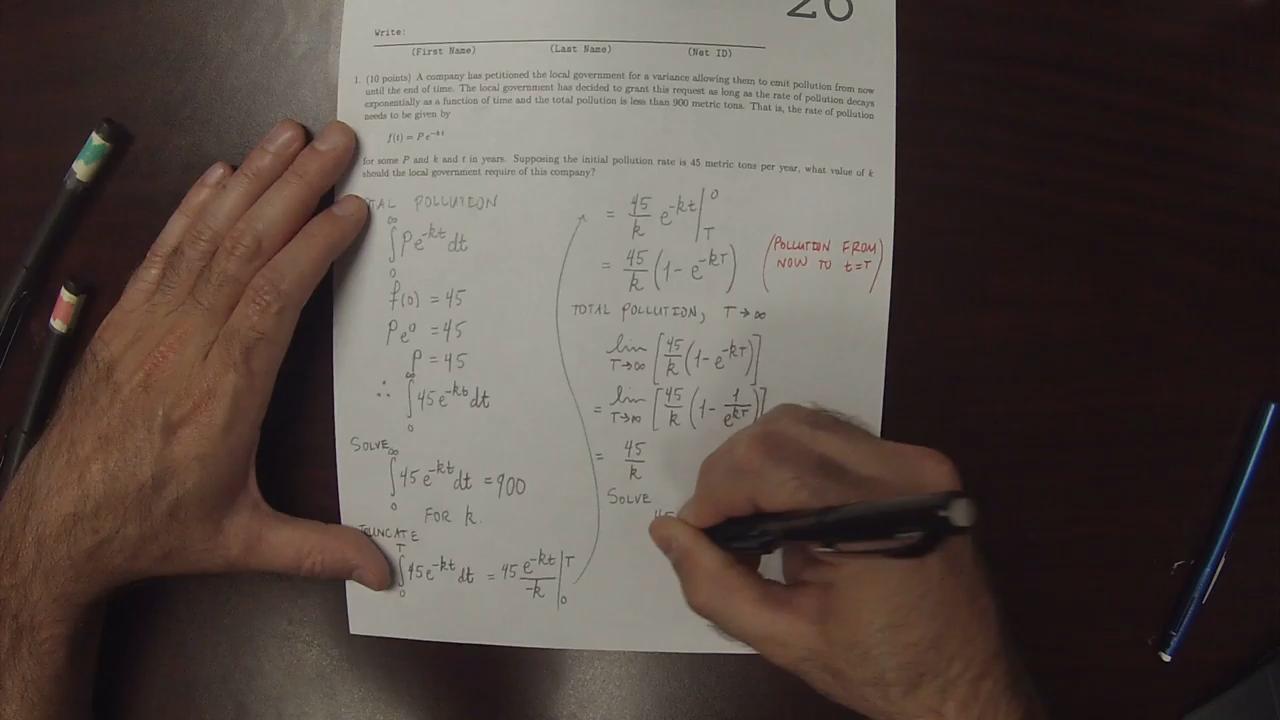 20
Write:
(First Name) (Last Name) (Net ID)
1. (10 points) A company has petitioned the local government for a variance allowing them to emit pollution from now
until the end of time. The local government has decided to grant this request as long as the rate of pollution decays
exponentially as a function of time and the total pollution is less than 900 metric tons. That is, the rate of pollution
needs to be given by
f(t) = P e^{-kt}
for some P and k and t in years. Supposing the initial pollution rate is 45 metric tons per year, what value of k
should the local government require of this company?
POLLUTION
∫_0^∞ Pe^{-kt} dt
f(0) = 45
Pe^0 = 45
P = 45
∴ ∫_0^∞ 45e^{-kt} dt
SOLVE
∫_0^∞ 45e^{-kt} dt = 900
FOR k.
TRUNCATE
∫_0^T 45e^{-kt} dt = 45 e^{-kt}/-k |_0^T
= 45/k e^{-kt} |_T^0
= 45/k (1 - e^{-kT})
(POLLUTION FROM
NOW TO t=T)
TOTAL POLLUTION, T→∞
lim_{T→∞} [45/k (1 - e^{-kT})]
= lim_{T→∞} [45/k (1 - 1/e^{kT})]
= 45/k
SOLVE
45